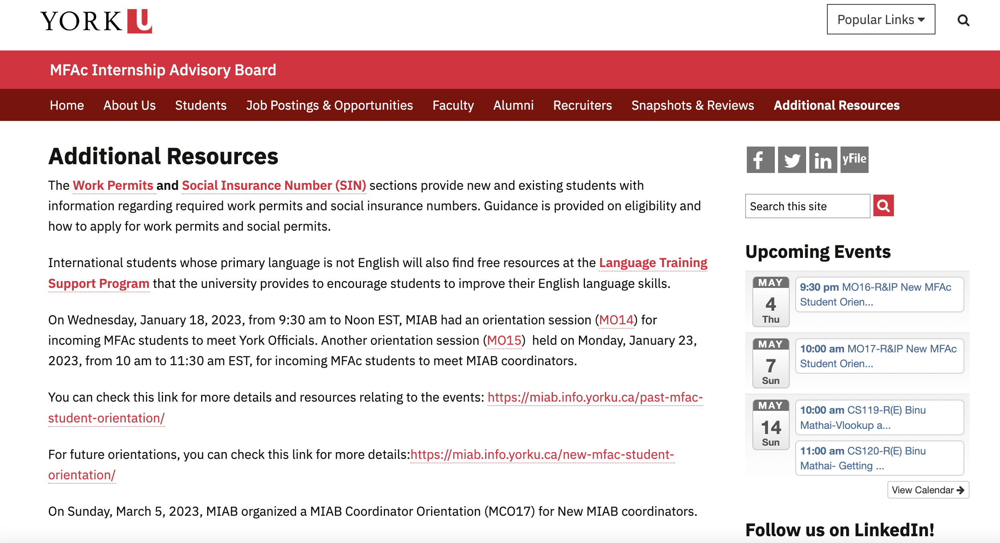 YORK U
Popular Links
MFAc Internship Advisory Board
Home About Us Students Job Postings & Opportunities Faculty Alumni Recruiters Snapshots & Reviews Additional Resources
Additional Resources
The Work Permits and Social Insurance Number (SIN) sections provide new and existing students with
information regarding required work permits and social insurance numbers. Guidance is provided on eligibility and
how to apply for work permits and social permits.
International students whose primary language is not English will also find free resources at the Language Training
Support Program that the university provides to encourage students to improve their English language skills.
On Wednesday, January 18, 2023, from 9:30 am to Noon EST, MIAB had an orientation session (MO14) for
incoming MFAc students to meet York Officials. Another orientation session (MO15) held on Monday, January 23,
2023, from 10 am to 11:30 am EST, for incoming MFAc students to meet MIAB coordinators.
You can check this link for more details and resources relating to the events: https://miab.info.yorku.ca/past-mfac-
student-orientation/
For future orientations, you can check this link for more details:https://miab.info.yorku.ca/new-mfac-student-
orientation/
On Sunday, March 5, 2023, MIAB organized a MIAB Coordinator Orientation (MCO17) for New MIAB coordinators.
f in yFile
Search this site
Upcoming Events
MAY
4
Thu
9:30 pm MO16-R&IP New MFAc
Student Orien...
MAY
7
Sun
10:00 am MO17-R&IP New MFAc
Student Orien...
MAY
14
Sun
10:00 am CS119-R(E) Binu
Mathai-Vlookup a...
11:00 am CS120-R(E) Binu
Mathai- Getting ...
View Calendar
Follow us on LinkedIn!